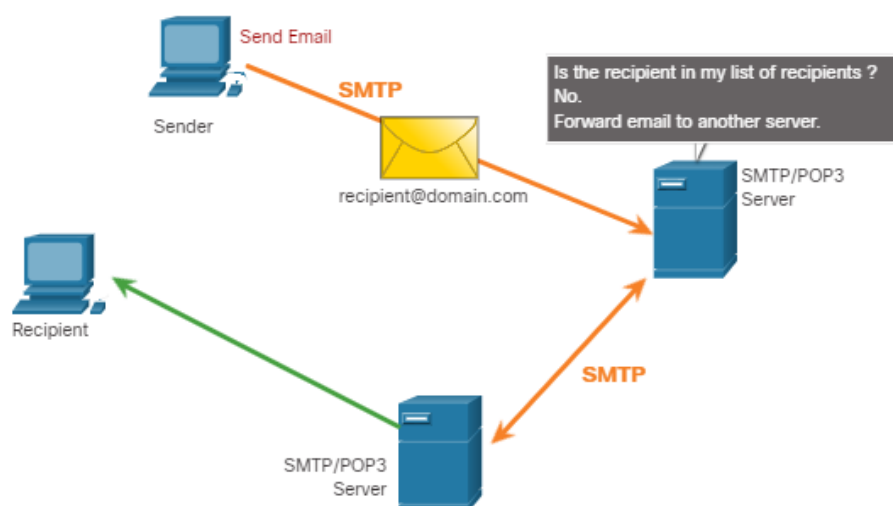 Send Email
SMTP
Sender
recipient@domain.com
Is the recipient in my list of recipients ?
No.
Forward email to another server.
SMTP/POP3
Server
Recipient
SMTP
SMTP/POP3
Server